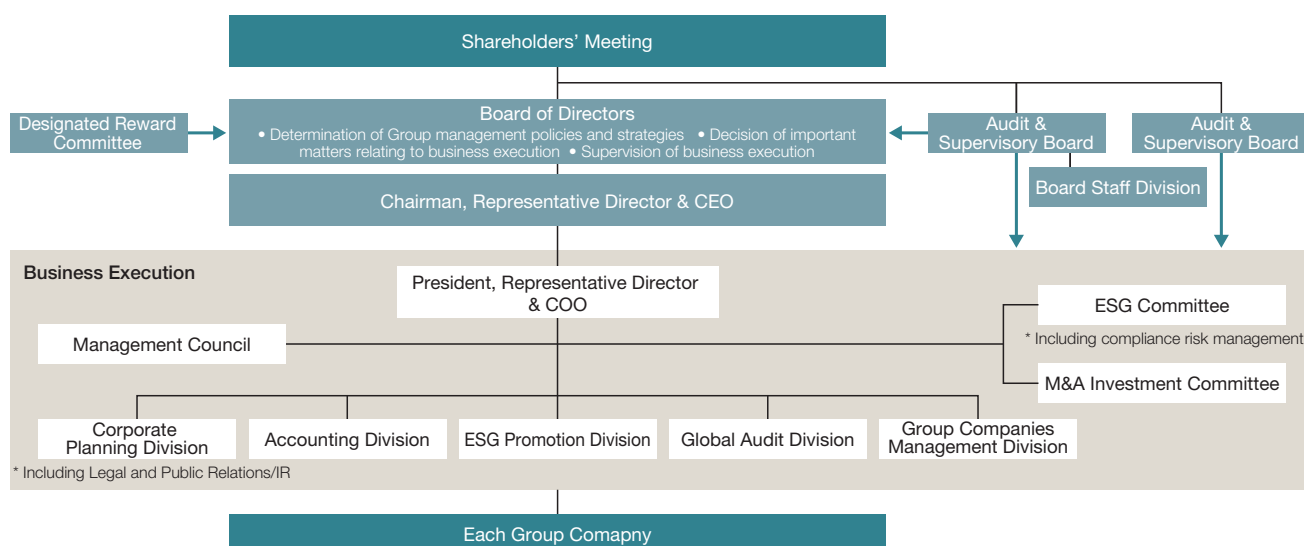 Shareholders’ Meeting
Designated Reward
Committee
Board of Directors
• Determination of Group management policies and strategies • Decision of important
matters relating to business execution • Supervision of business execution
Audit &
Supervisory Board
Audit &
Supervisory Board
Board Staff Division
Chairman, Representative Director & CEO
Business Execution
President, Representative Director
& COO
ESG Committee
* Including compliance risk management
Management Council
M&A Investment Committee
Corporate
Planning Division
Accounting Division
ESG Promotion Division
Global Audit Division
Group Companies
Management Division
* Including Legal and Public Relations/IR
Each Group Comapny